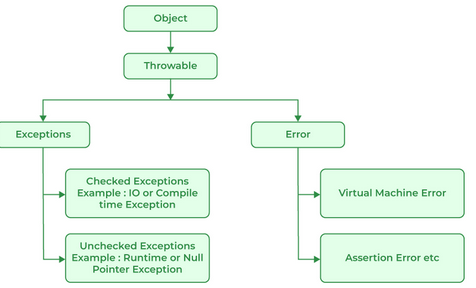 Object
Throwable
Exceptions
Error
Checked Exceptions
Example : IO or Compile
time Exception
Virtual Machine Error
Unchecked Exceptions
Example : Runtime or Null
Pointer Exception
Assertion Error etc